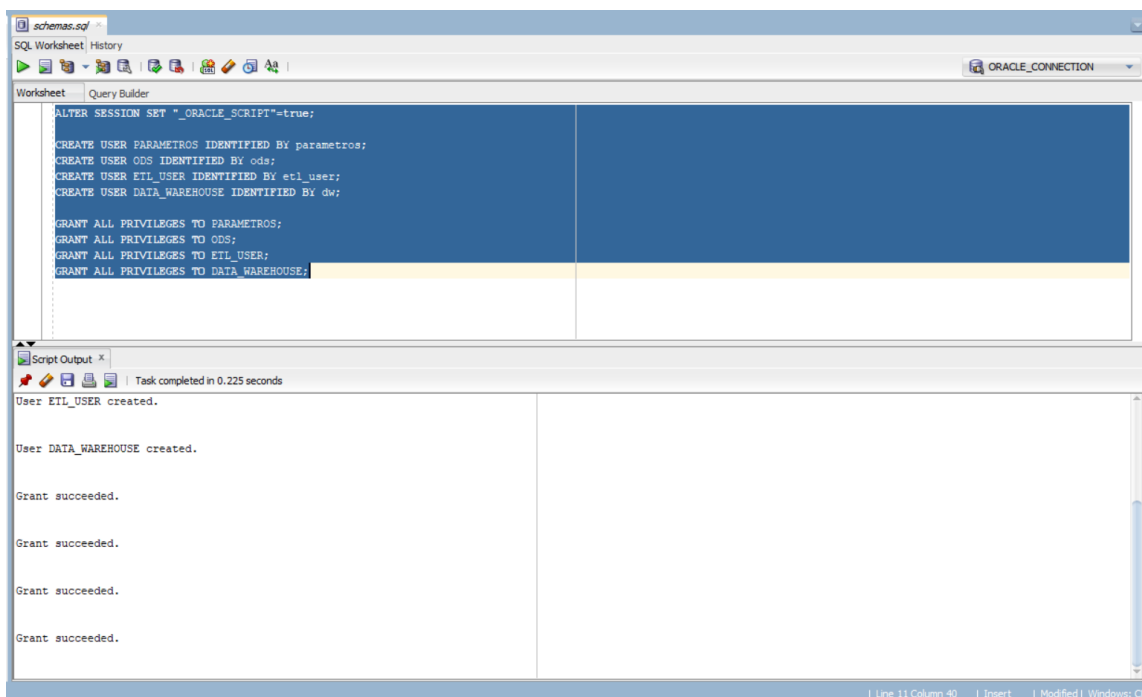 schemas.sql
SQL Worksheet History
ORACLE_CONNECTION
Worksheet Query Builder
ALTER SESSION SET "_ORACLE_SCRIPT"=true;
CREATE USER PARAMETROS IDENTIFIED BY parametros;
CREATE USER ODS IDENTIFIED BY ods;
CREATE USER ETL_USER IDENTIFIED BY etl_user;
CREATE USER DATA_WAREHOUSE IDENTIFIED BY dw;
GRANT ALL PRIVILEGES TO PARAMETROS;
GRANT ALL PRIVILEGES TO ODS;
GRANT ALL PRIVILEGES TO ETL_USER;
GRANT ALL PRIVILEGES TO DATA_WAREHOUSE;
Script Output x
Task completed in 0.225 seconds
User ETL_USER created.
User DATA_WAREHOUSE created.
Grant succeeded.
Grant succeeded.
Grant succeeded.
Grant succeeded.
| Line 11 Column 40 | Insert | Modified | Windows: C